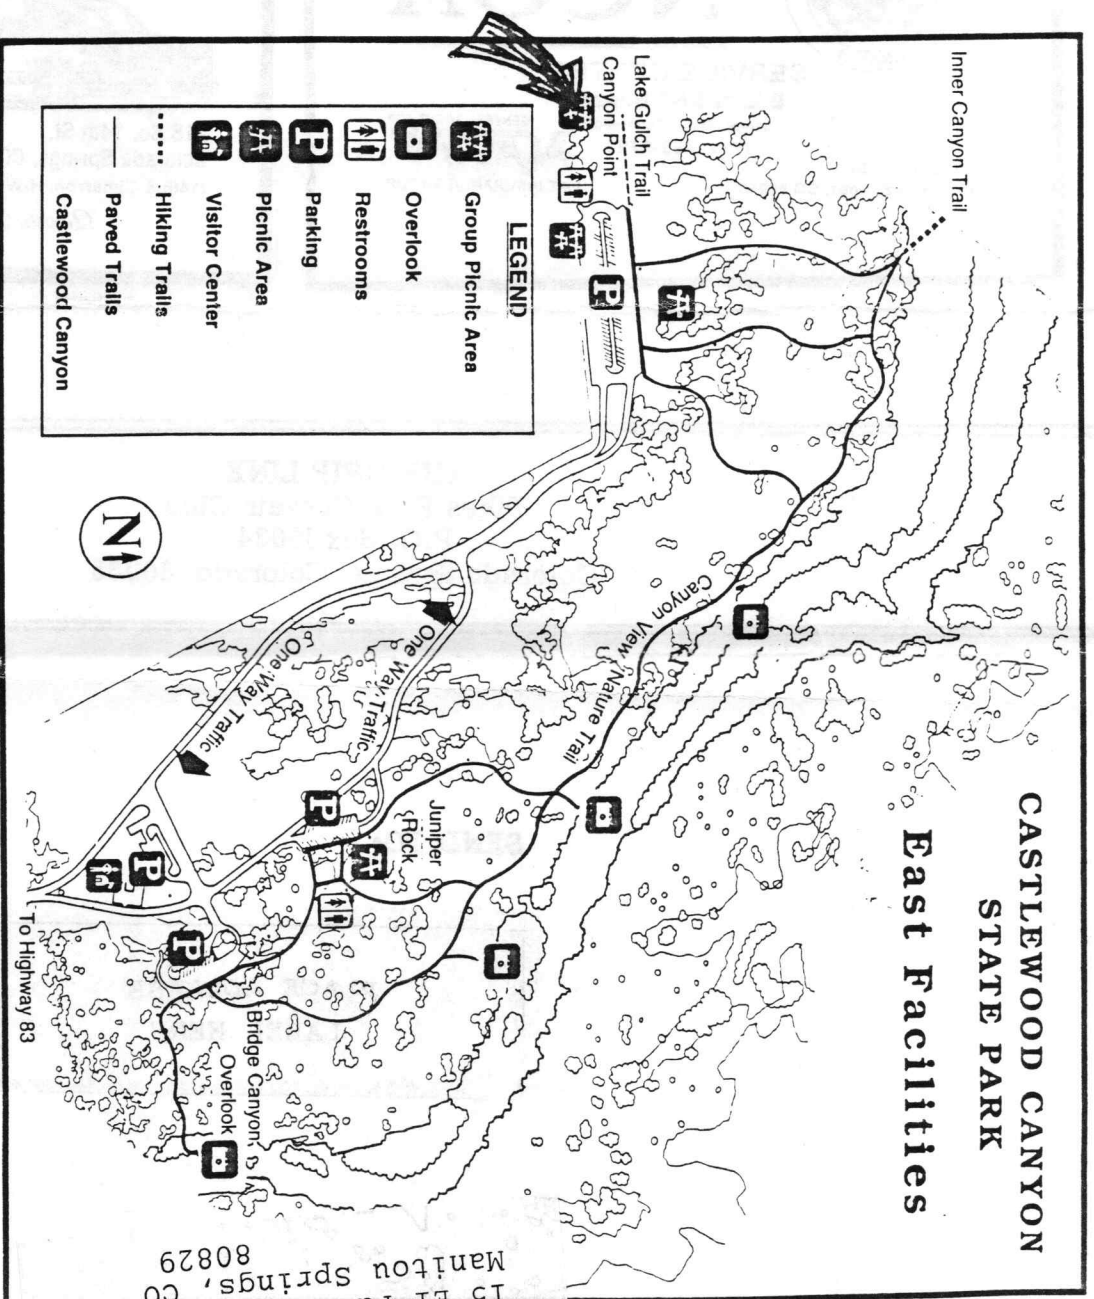 CASTLEWOOD CANYON
STATE PARK
East Facilities
Inner Canyon Trail
Lake Gulch Trail
Canyon Point
LEGEND
Group Picnic Area
Overlook
Restrooms
P Parking
Picnic Area
Visitor Center
Hiking Trails
Paved Trails
Castlewood Canyon
P
Canyon View Nature Trail
One Way Traffic
One Way Traffic
N
Juniper
Rock
P
P
P
Bridge Canyon
Overlook
To Highway 83
Manitou Springs, CO
80829